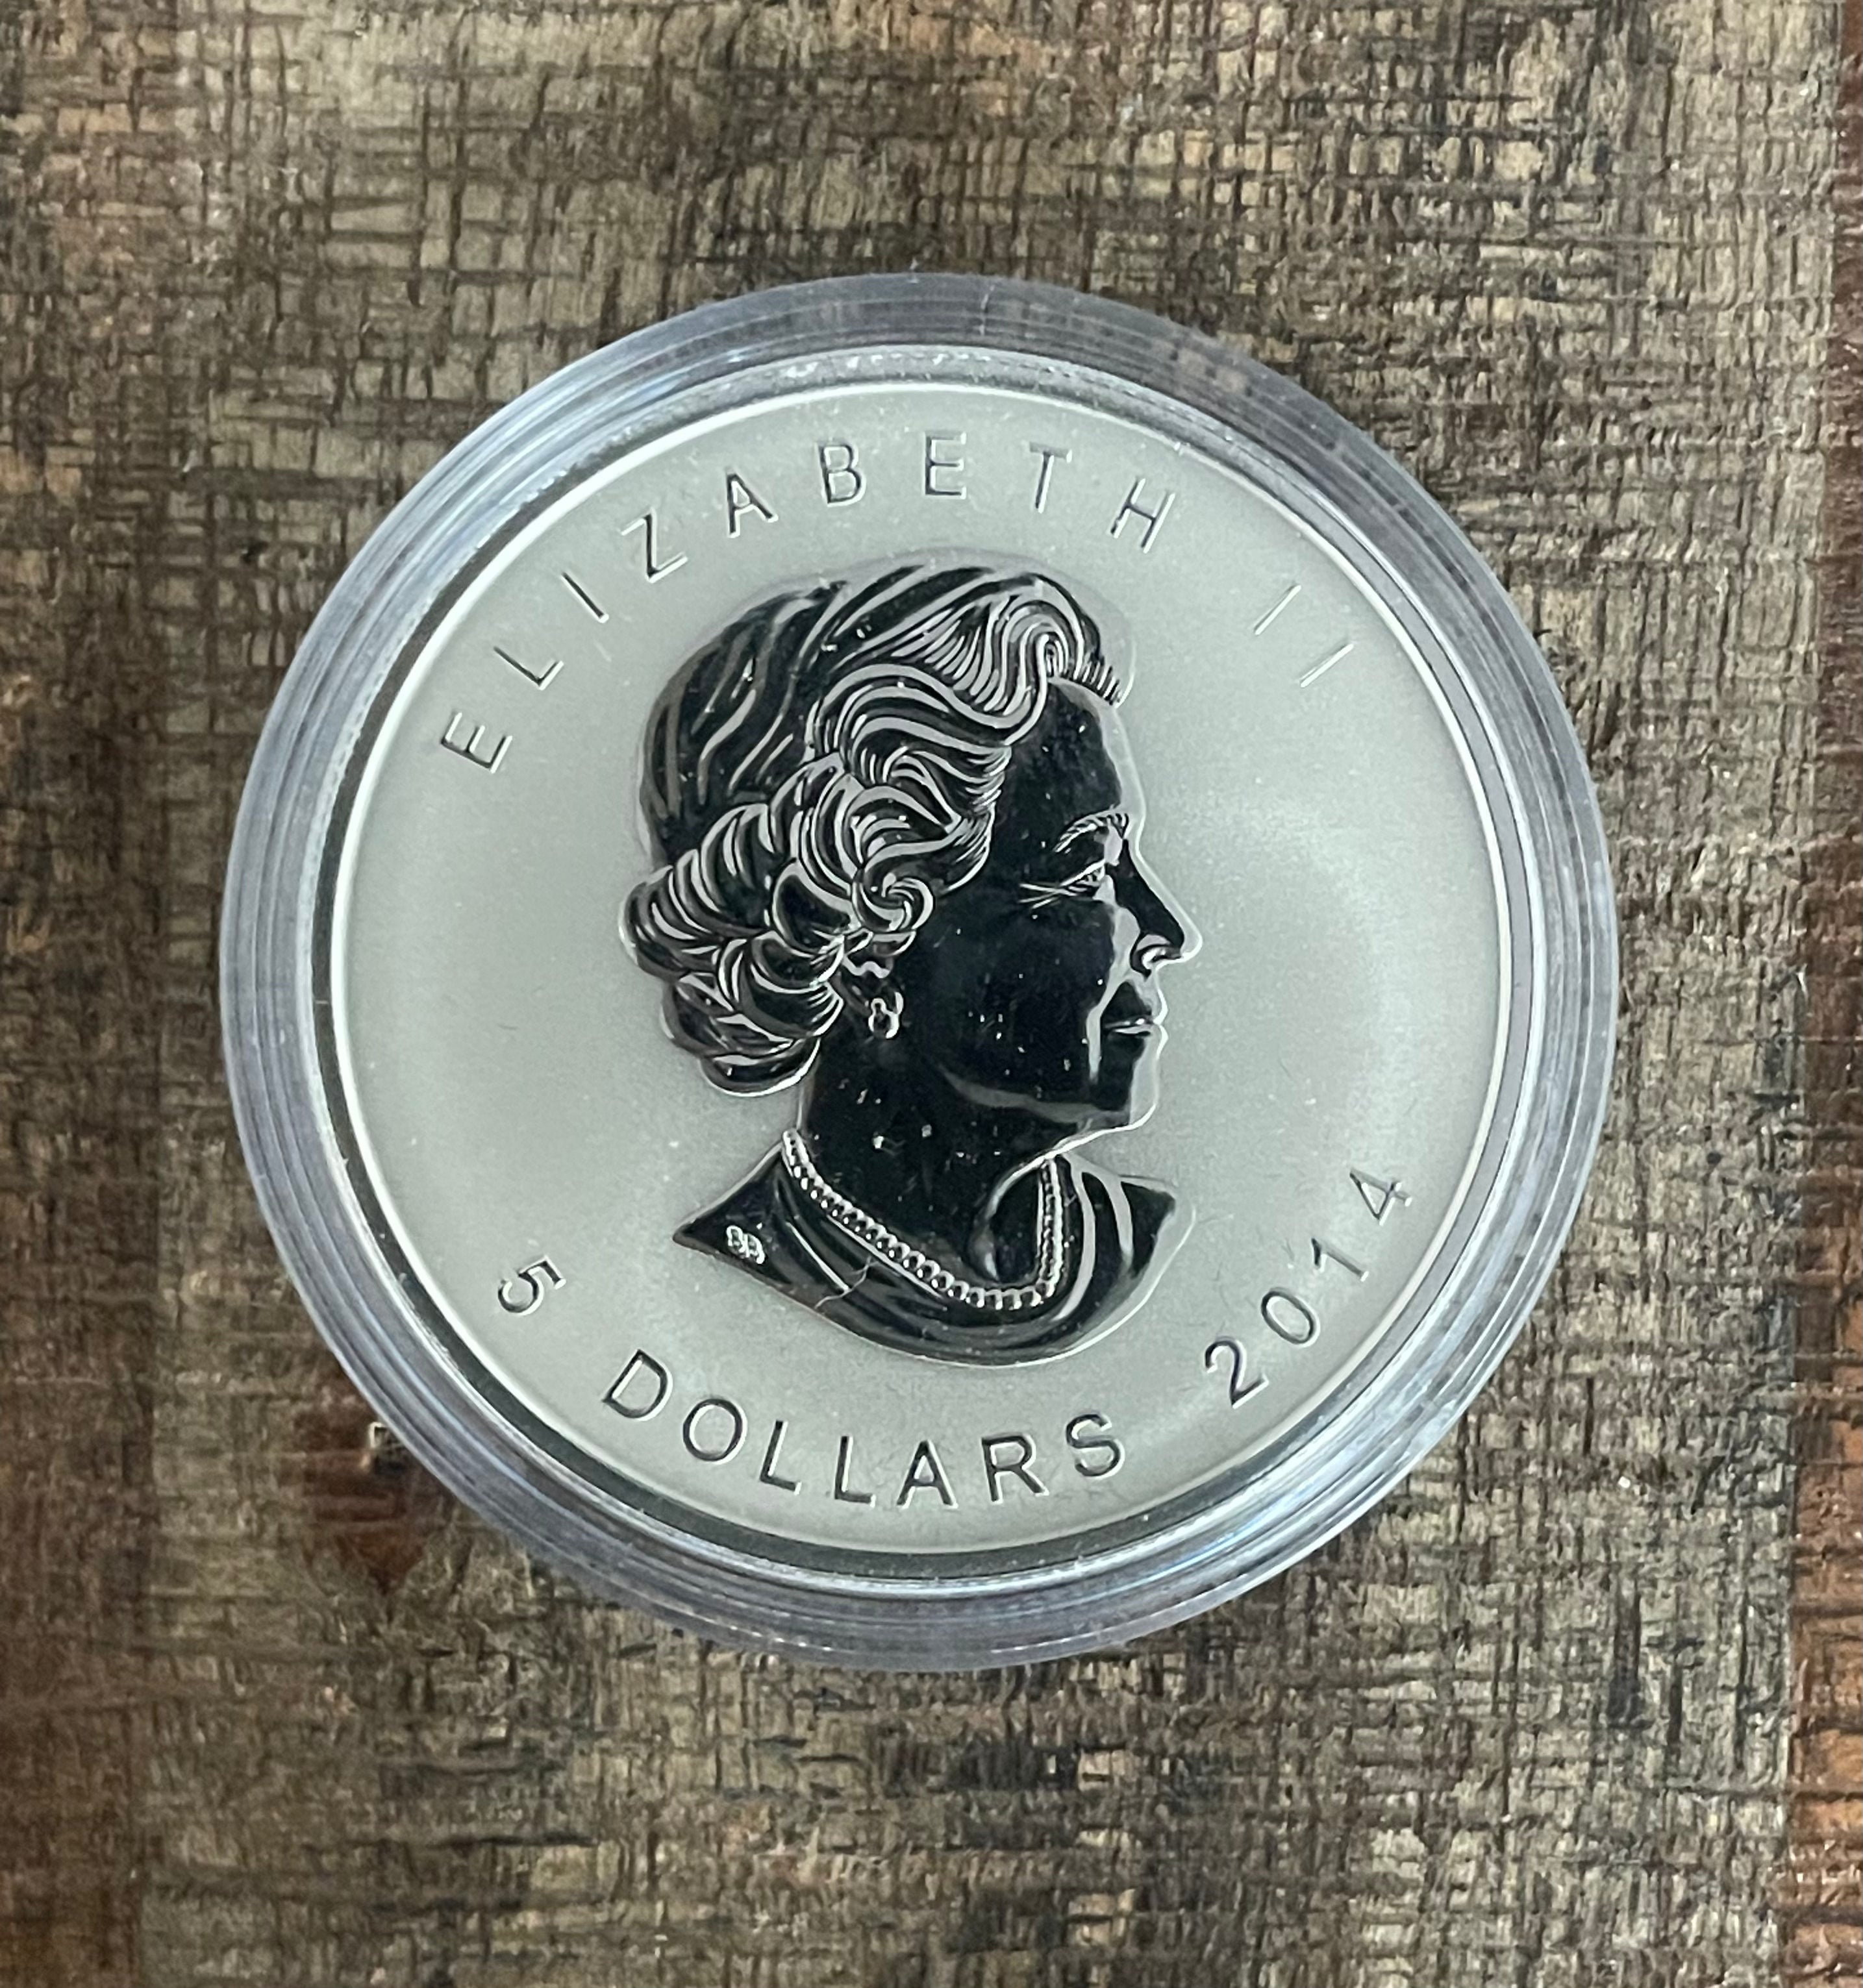 ELIZABETH II
SB
5 DOLLARS 2014